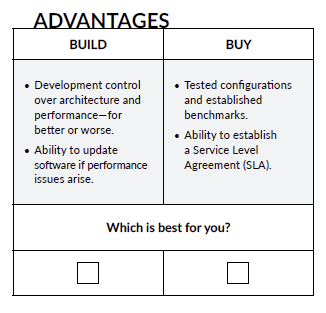 ADVANTAGES
BUILD
BUY
• Development control
over architecture and
performance—for
better or worse.
• Ability to update
software if performance
issues arise.
• Tested configurations
and established
benchmarks.
• Ability to establish
a Service Level
Agreement (SLA).
Which is best for you?